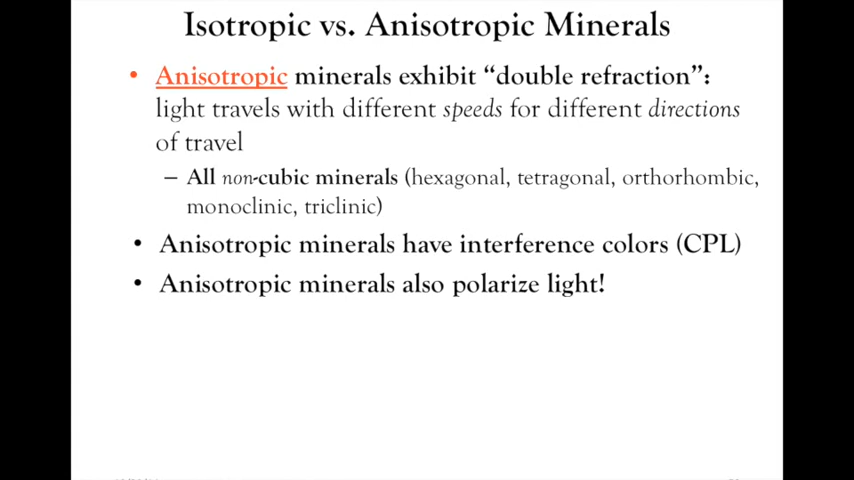 Isotropic vs. Anisotropic Minerals
• Anisotropic minerals exhibit “double refraction”:
light travels with different speeds for different directions
of travel
– All non-cubic minerals (hexagonal, tetragonal, orthorhombic,
monoclinic, triclinic)
• Anisotropic minerals have interference colors (CPL)
• Anisotropic minerals also polarize light!